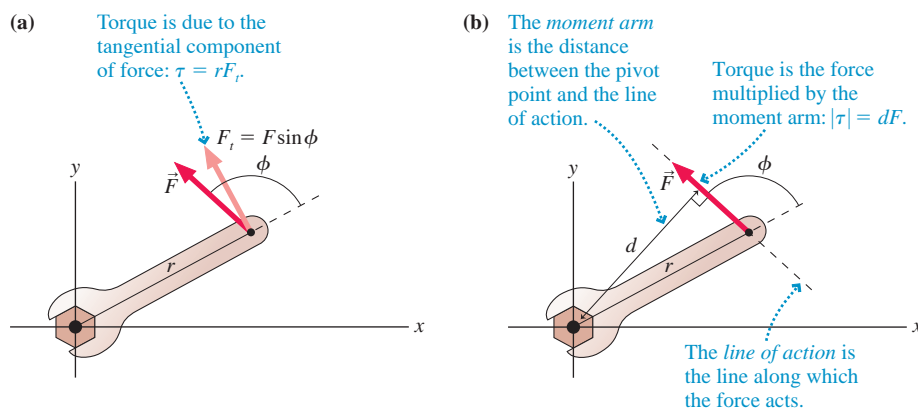 (a)
Torque is due to the
tangential component
of force: τ = rFₜ.
Fₜ = F sin ϕ
ϕ
y
F⃗
r
x
(b)
The moment arm
is the distance
between the pivot
point and the line
of action.
Torque is the force
multiplied by the
moment arm: |τ| = dF.
y
F⃗
ϕ
d
r
x
The line of action is
the line along which
the force acts.